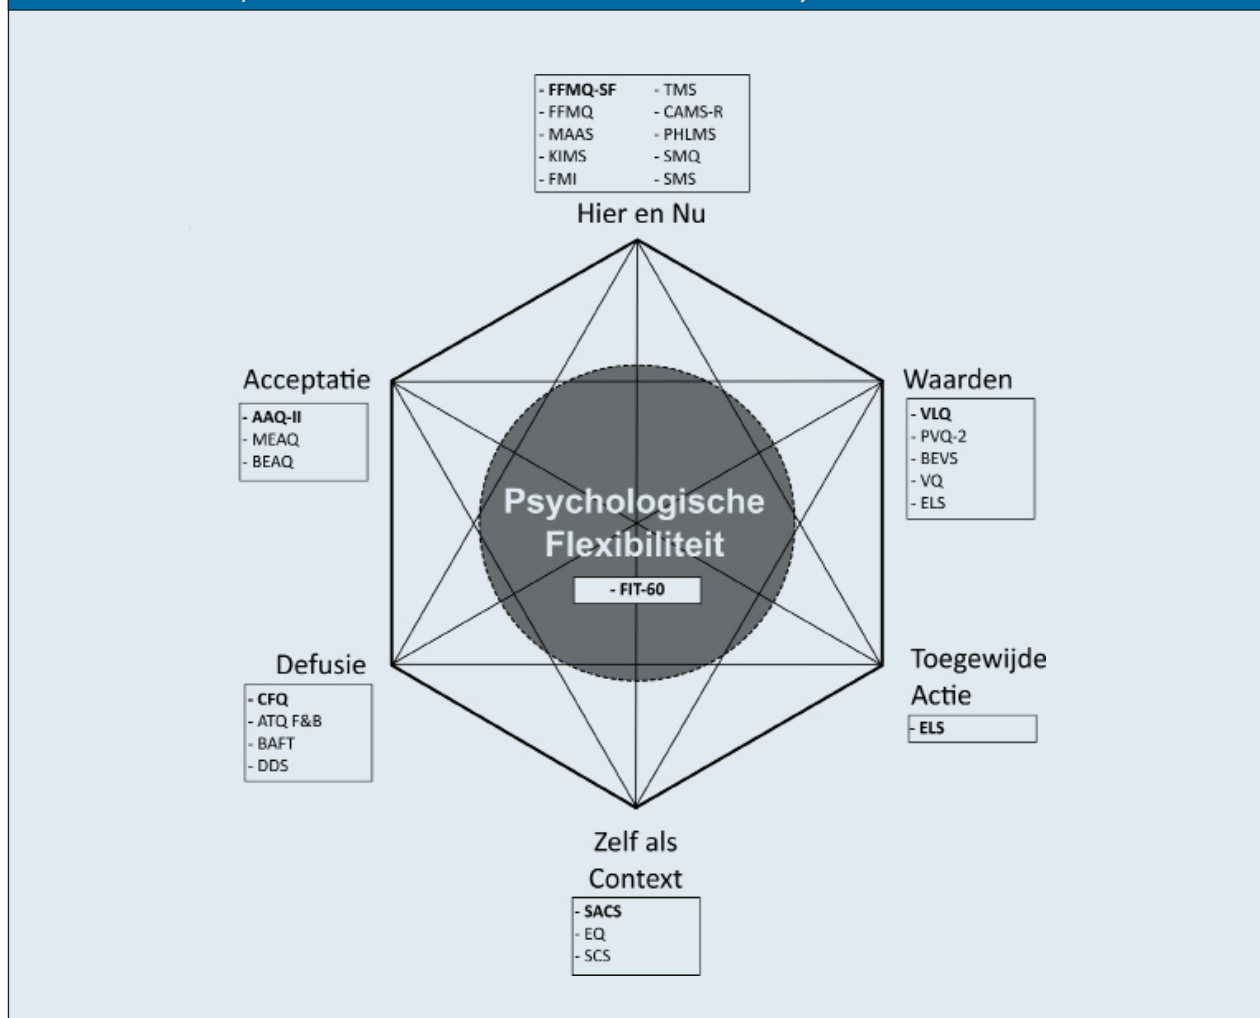 - FFMQ-SF - TMS
- FFMQ - CAMS-R
- MAAS - PHLMS
- KIMS - SMQ
- FMI - SMS
Hier en Nu
Acceptatie
- AAQ-II
- MEAQ
- BEAQ
Waarden
- VLQ
- PVQ-2
- BEVS
- VQ
- ELS
Psychologische
Flexibiliteit
- FIT-60
Defusie
- CFQ
- ATQ F&B
- BAFT
- DDS
Toegewijde
Actie
- ELS
Zelf als
Context
- SACS
- EQ
- SCS